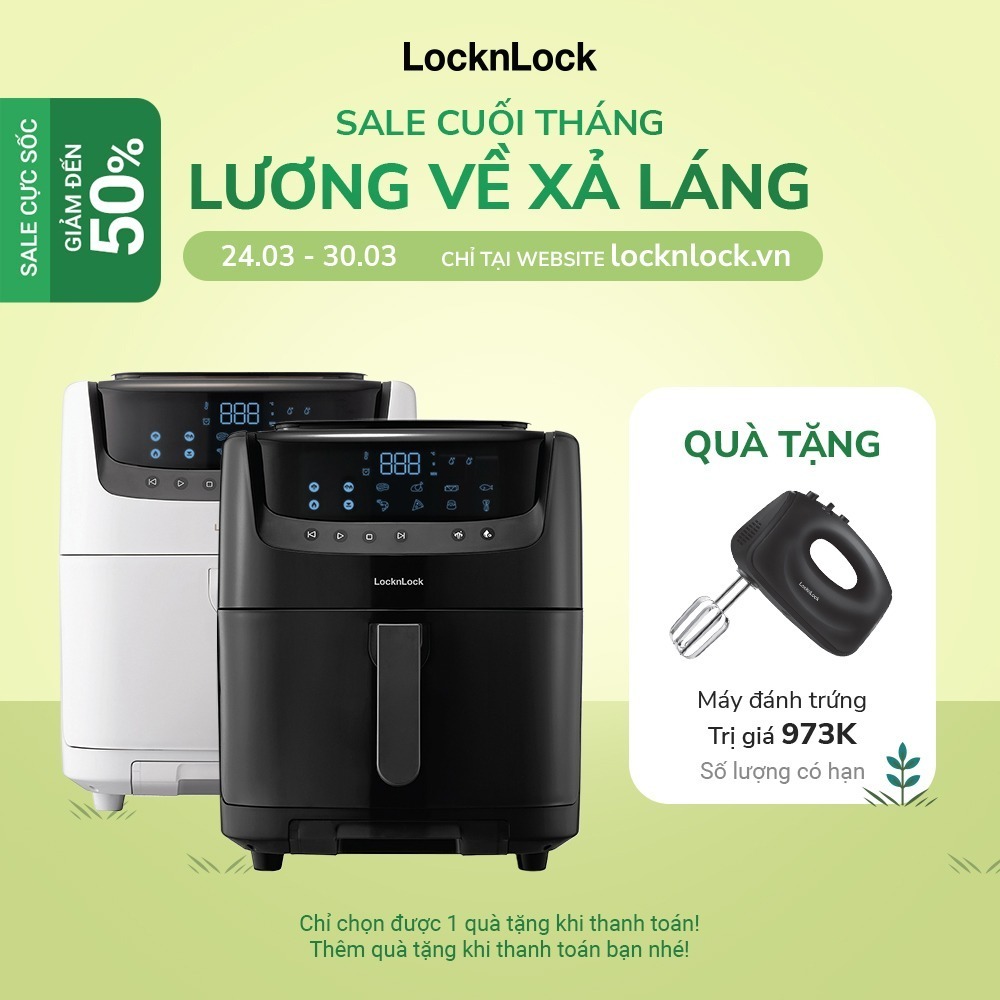 LocknLock
SALE CUỐI THÁNG
LƯƠNG VỀ XẢ LÁNG
24.03 - 30.03 CHỈ TẠI WEBSITE locknlock.vn
SALE CỰC SỐC
GIẢM ĐẾN
50%
888
888
LocknLock
QUÀ TẶNG
LocknLock
Máy đánh trứng
Trị giá 973K
Số lượng có hạn
Chỉ chọn được 1 quà tặng khi thanh toán!
Thêm quà tặng khi thanh toán bạn nhé!